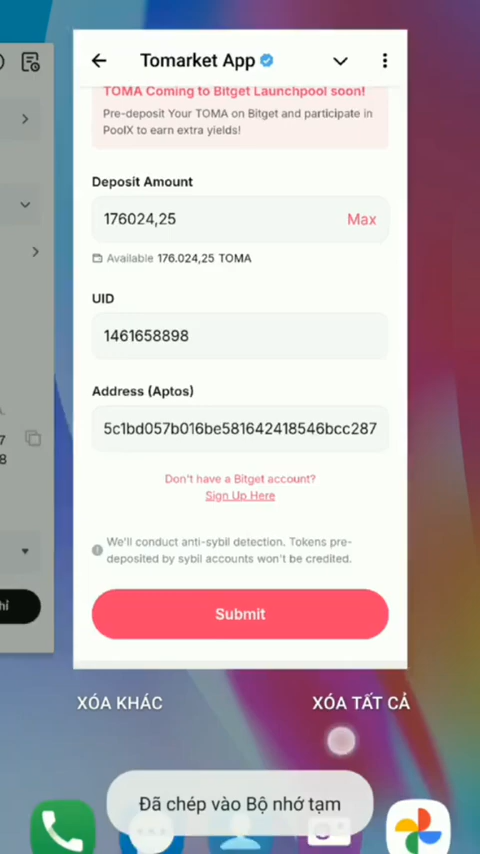 Tomarket App
TOMA Coming to Bitget Launchpool soon!
Pre-deposit Your TOMA on Bitget and participate in
PoolX to earn extra yields!
Deposit Amount
176024,25
Max
Available 176.024,25 TOMA
UID
1461658898
Address (Aptos)
5c1bd057b016be581642418546bcc287
7
8
Don't have a Bitget account?
Sign Up Here
We'll conduct anti-sybil detection. Tokens pre-
deposited by sybil accounts won't be credited.
hỉ
Submit
XÓA KHÁC
XÓA TẤT CẢ
Đã chép vào Bộ nhớ tạm